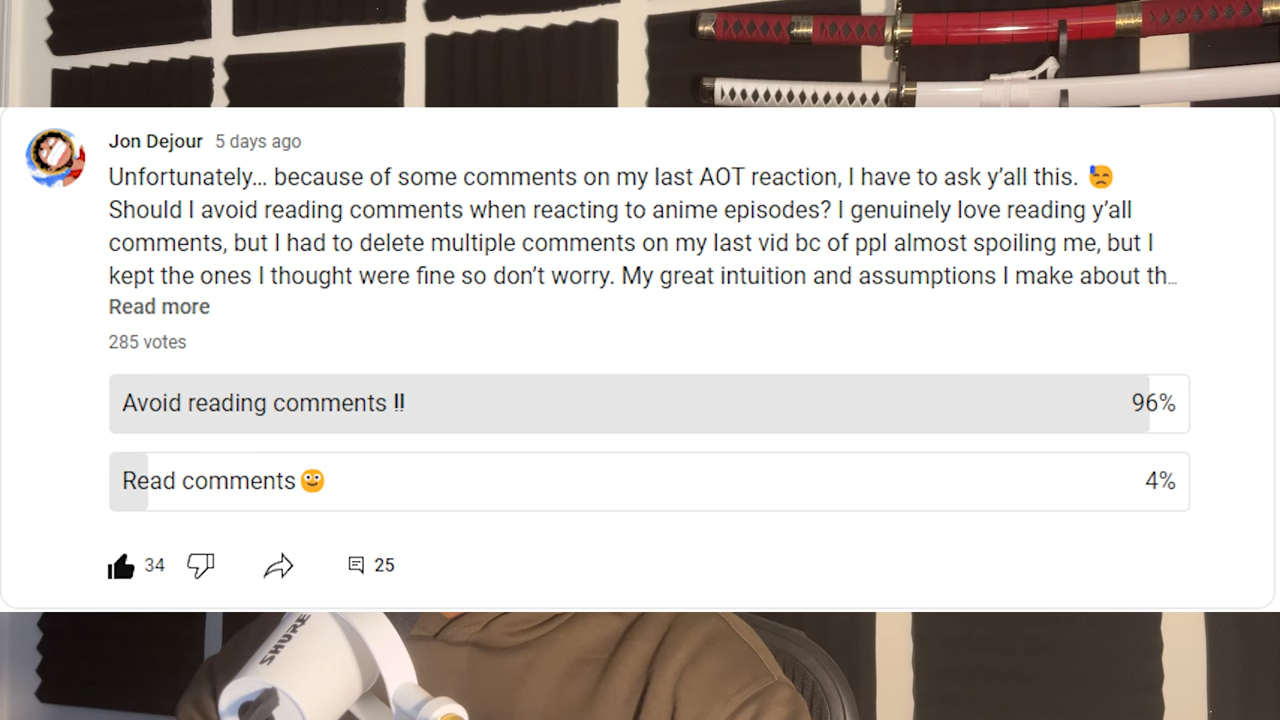 Jon Dejour 5 days ago
Unfortunately... because of some comments on my last AOT reaction, I have to ask y'all this. 😓
Should I avoid reading comments when reacting to anime episodes? I genuinely love reading y'all
comments, but I had to delete multiple comments on my last vid bc of ppl almost spoiling me, but I
kept the ones I thought were fine so don't worry. My great intuition and assumptions I make about th...
Read more
285 votes
Avoid reading comments !! 96%
Read comments 🙂 4%
34 25
SHURE